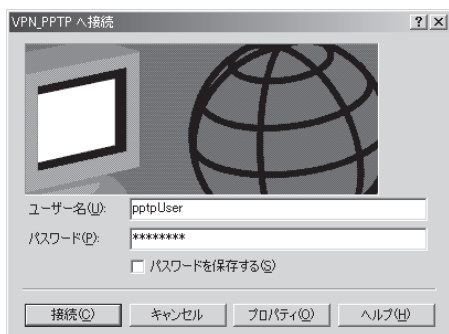 VPN_PPTP へ接続
ユーザー名(U): pptpUser
パスワード(P): ********
パスワードを保存する(S)
接続(C) キャンセル プロパティ(O) ヘルプ(H)